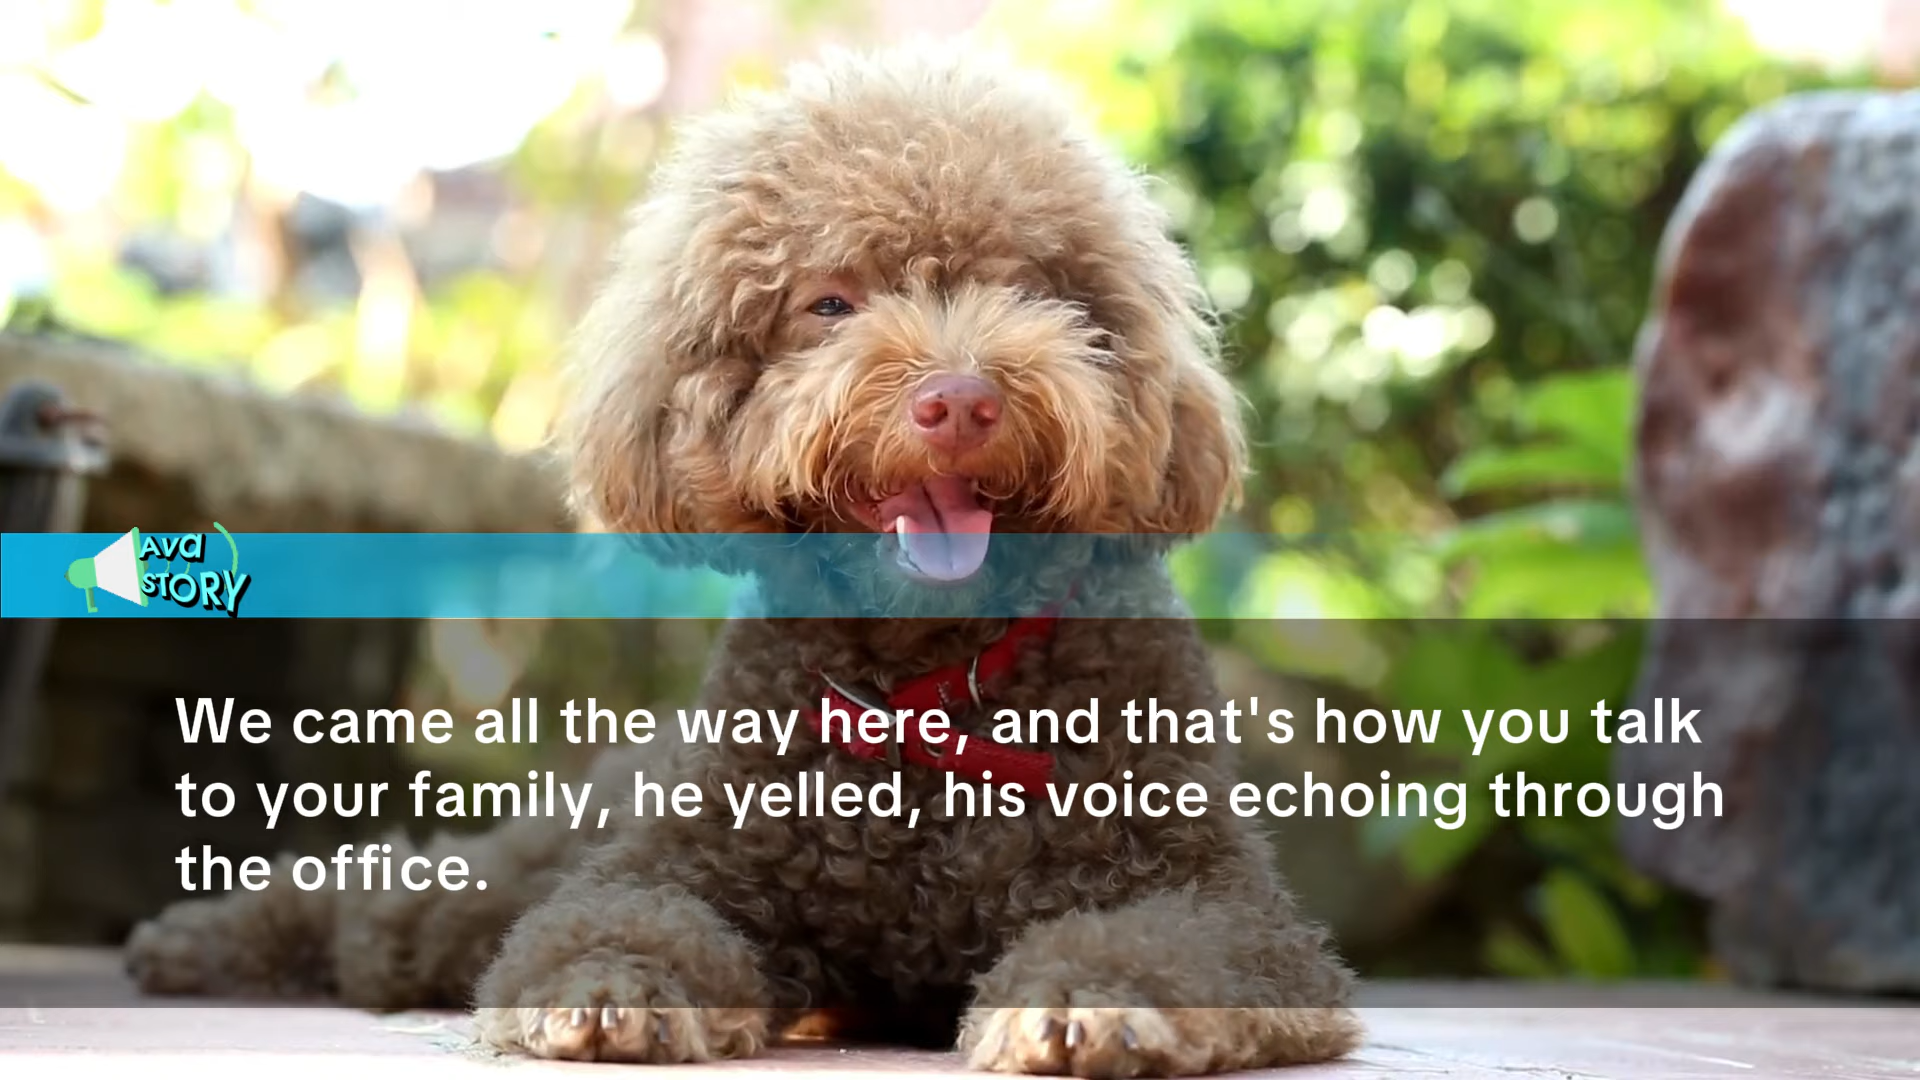 Ava
STORY
We came all the way here, and that's how you talk
to your family, he yelled, his voice echoing through
the office.